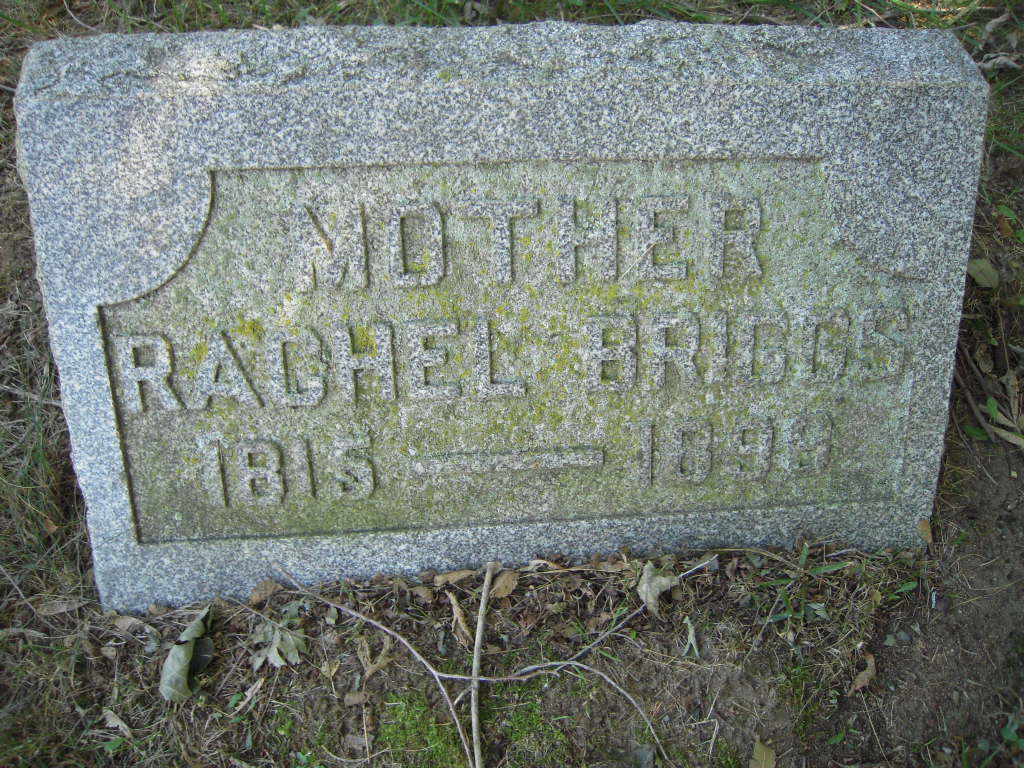 MOTHER
RACHEL BRIGGS
1815 — 1899